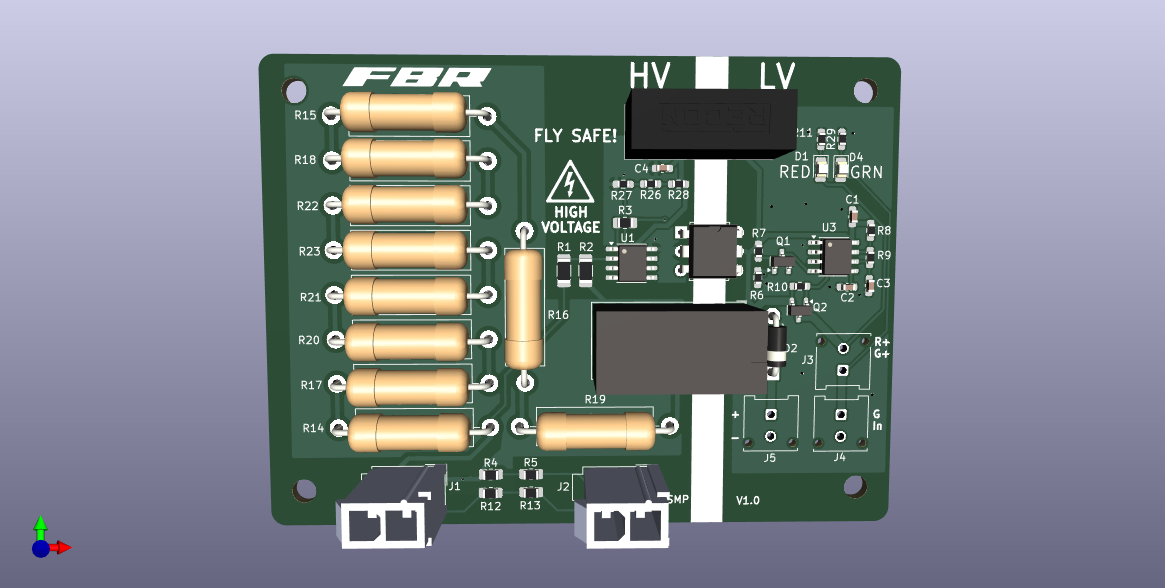 FBR
HV
LV
R15
FLY SAFE!
R29
R18
C4
D1
D4
RED
GRN
R27
R26
R28
R22
HIGH
VOLTAGE
R3
C1
U1
R7
Q1
U3
R8
R23
R1
R2
R9
R21
R6
R10
C2
C3
R16
Q2
R20
J3
R+
G+
R17
R19
R14
+
-
G
In
J5
J4
R4
R5
J1
J2
R12
R13
V1.0